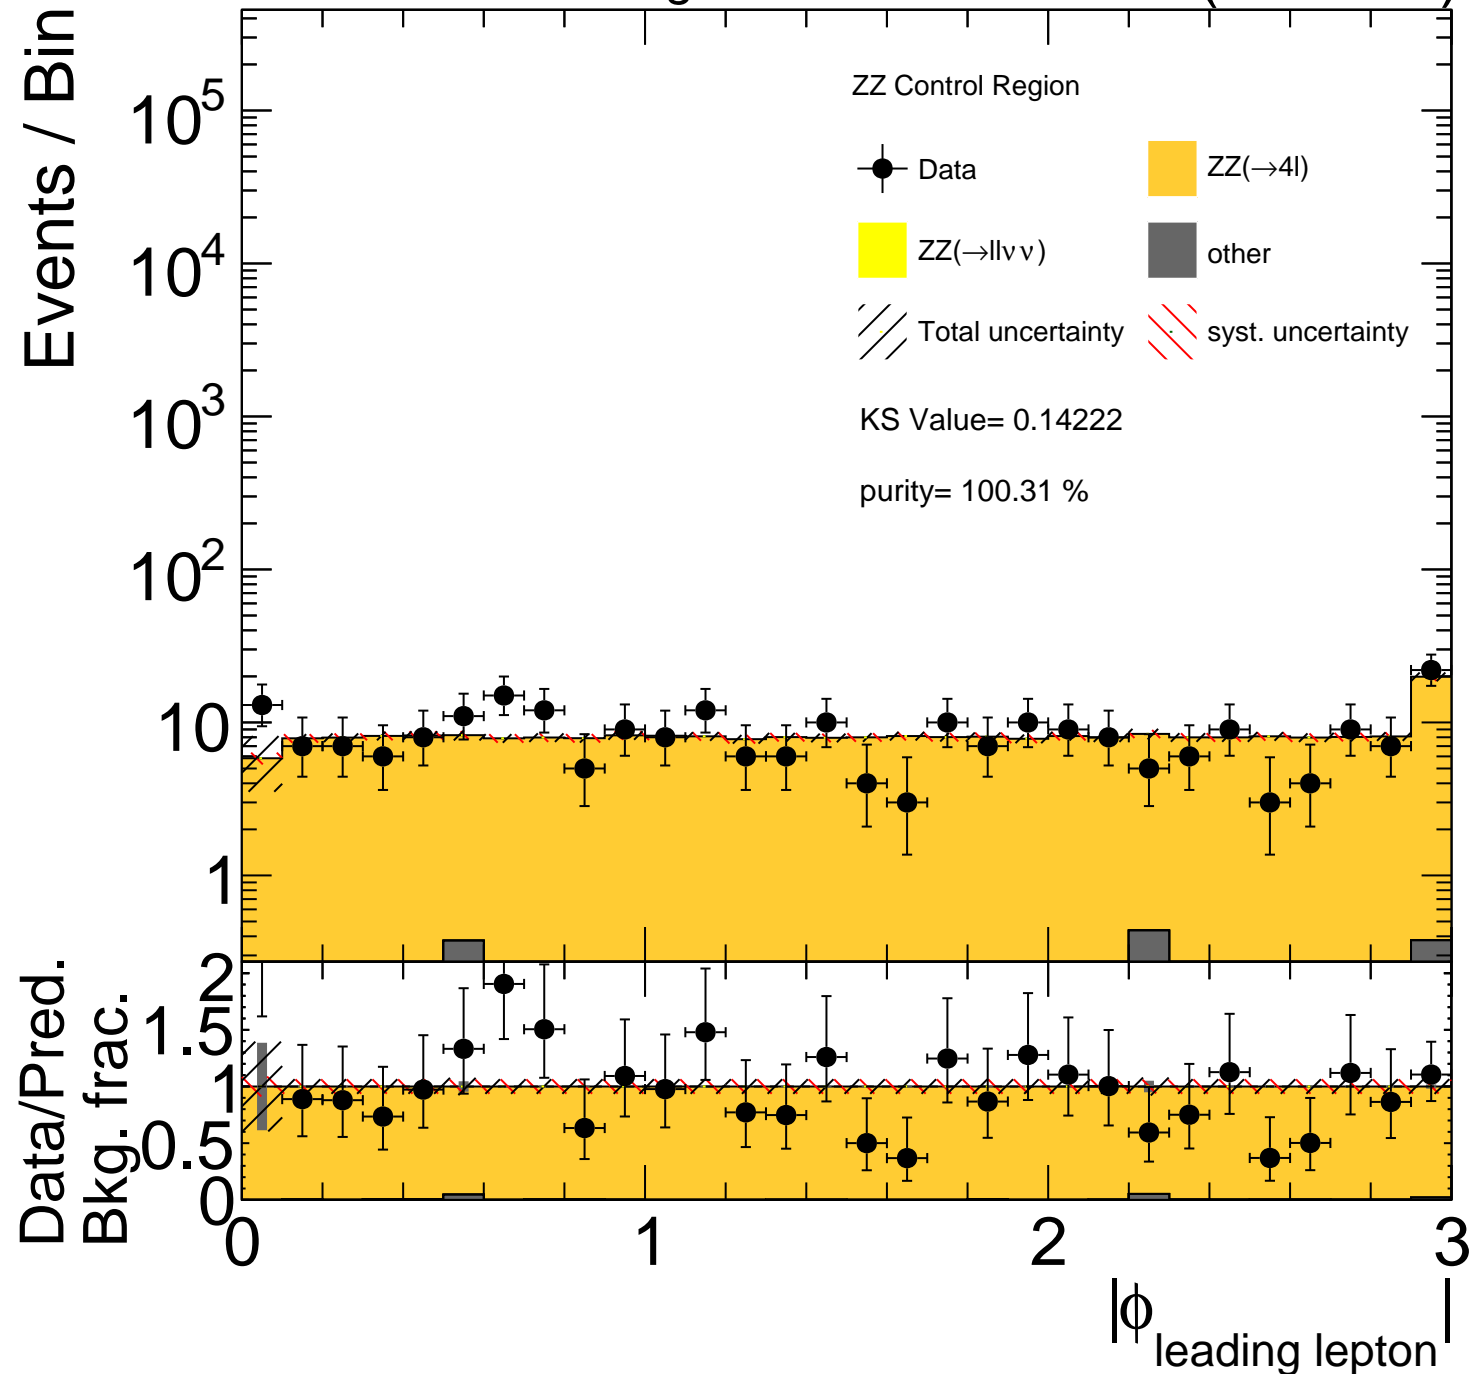 Events / Bin
10^5
10^4
10^3
10^2
10
1
ZZ Control Region
Data
ZZ(→4l)
ZZ(→llνν)
other
Total uncertainty
syst. uncertainty
KS Value= 0.14222
purity= 100.31 %
Data/Pred.
Bkg. frac.
2
1.5
1
0.5
0
0 1 2 3
|ϕ leading lepton|